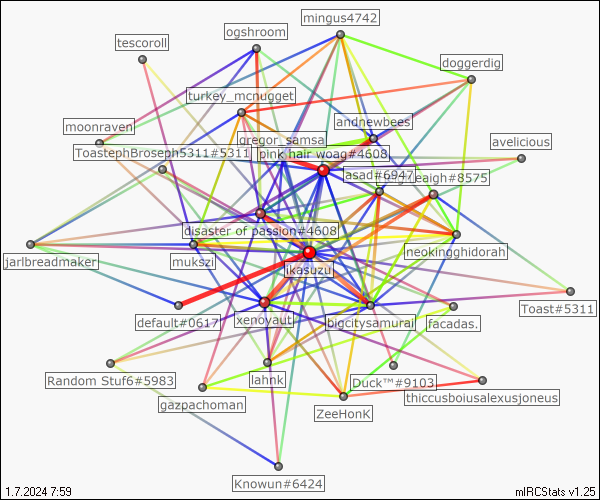 mingus4742
ogshroom
tescoroll
doggerdig
turkey_mcnugget
andnewbees
moonraven
gregor_samsa
avelicious
ToastephBroseph5311#5311
pink hair woag#4608
asad#6947
disaster of passion#4608
neokingghidorah
jarlbreadmaker
mukszi
ikasuzu
Toast#5311
default#0617
xenoyaut
bigcitysamurai
facadas.
Random Stuf6#5983
lahnk
Duck™#9103
thiccusboiusalexusjoneus
gazpachoman
ZeeHonK
Knowun#6424
1.7.2024 7:59
mIRCStats v1.25